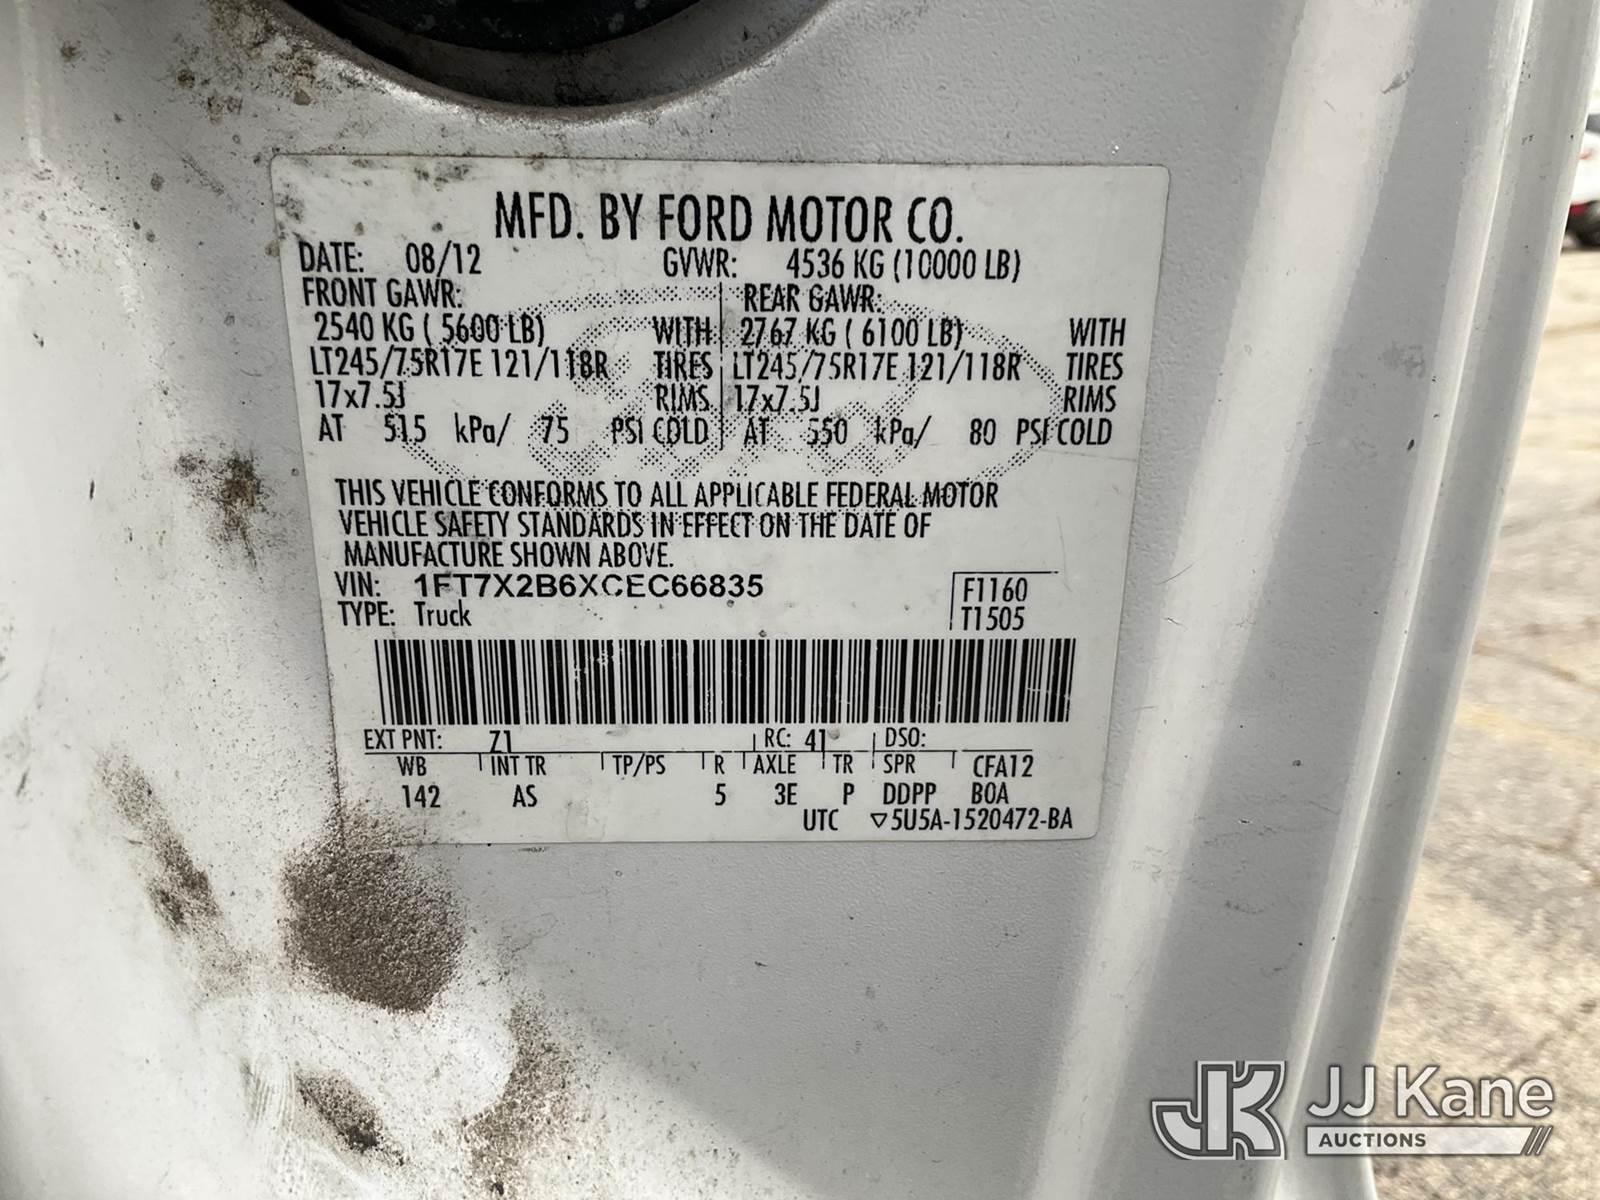 MFD. BY FORD MOTOR CO.
DATE: 08/12 GVWR: 4536 KG (10000 LB)
FRONT GAWR: REAR GAWR:
2540 KG ( 5600 LB) WITH 2767 KG ( 6100 LB) WITH
LT245/75R17E 121/118R TIRES LT245/75R17E 121/118R TIRES
17x7.5J RIMS 17x7.5J RIMS
AT 515 kPa/ 75 PSI COLD AT 550 kPa/ 80 PSI COLD
THIS VEHICLE CONFORMS TO ALL APPLICABLE FEDERAL MOTOR
VEHICLE SAFETY STANDARDS IN EFFECT ON THE DATE OF
MANUFACTURE SHOWN ABOVE.
VIN: 1FT7X2B6XCEC66835 F1160
TYPE: Truck T1505
EXT PNT: Z1 RC: 41 DSO:
WB INT TR TP/PS R AXLE TR SPR CFA12
142 AS 5 3E P DDPP BOA
UTC ▽5U5A-1520472-BA
JK JJ Kane
AUCTIONS